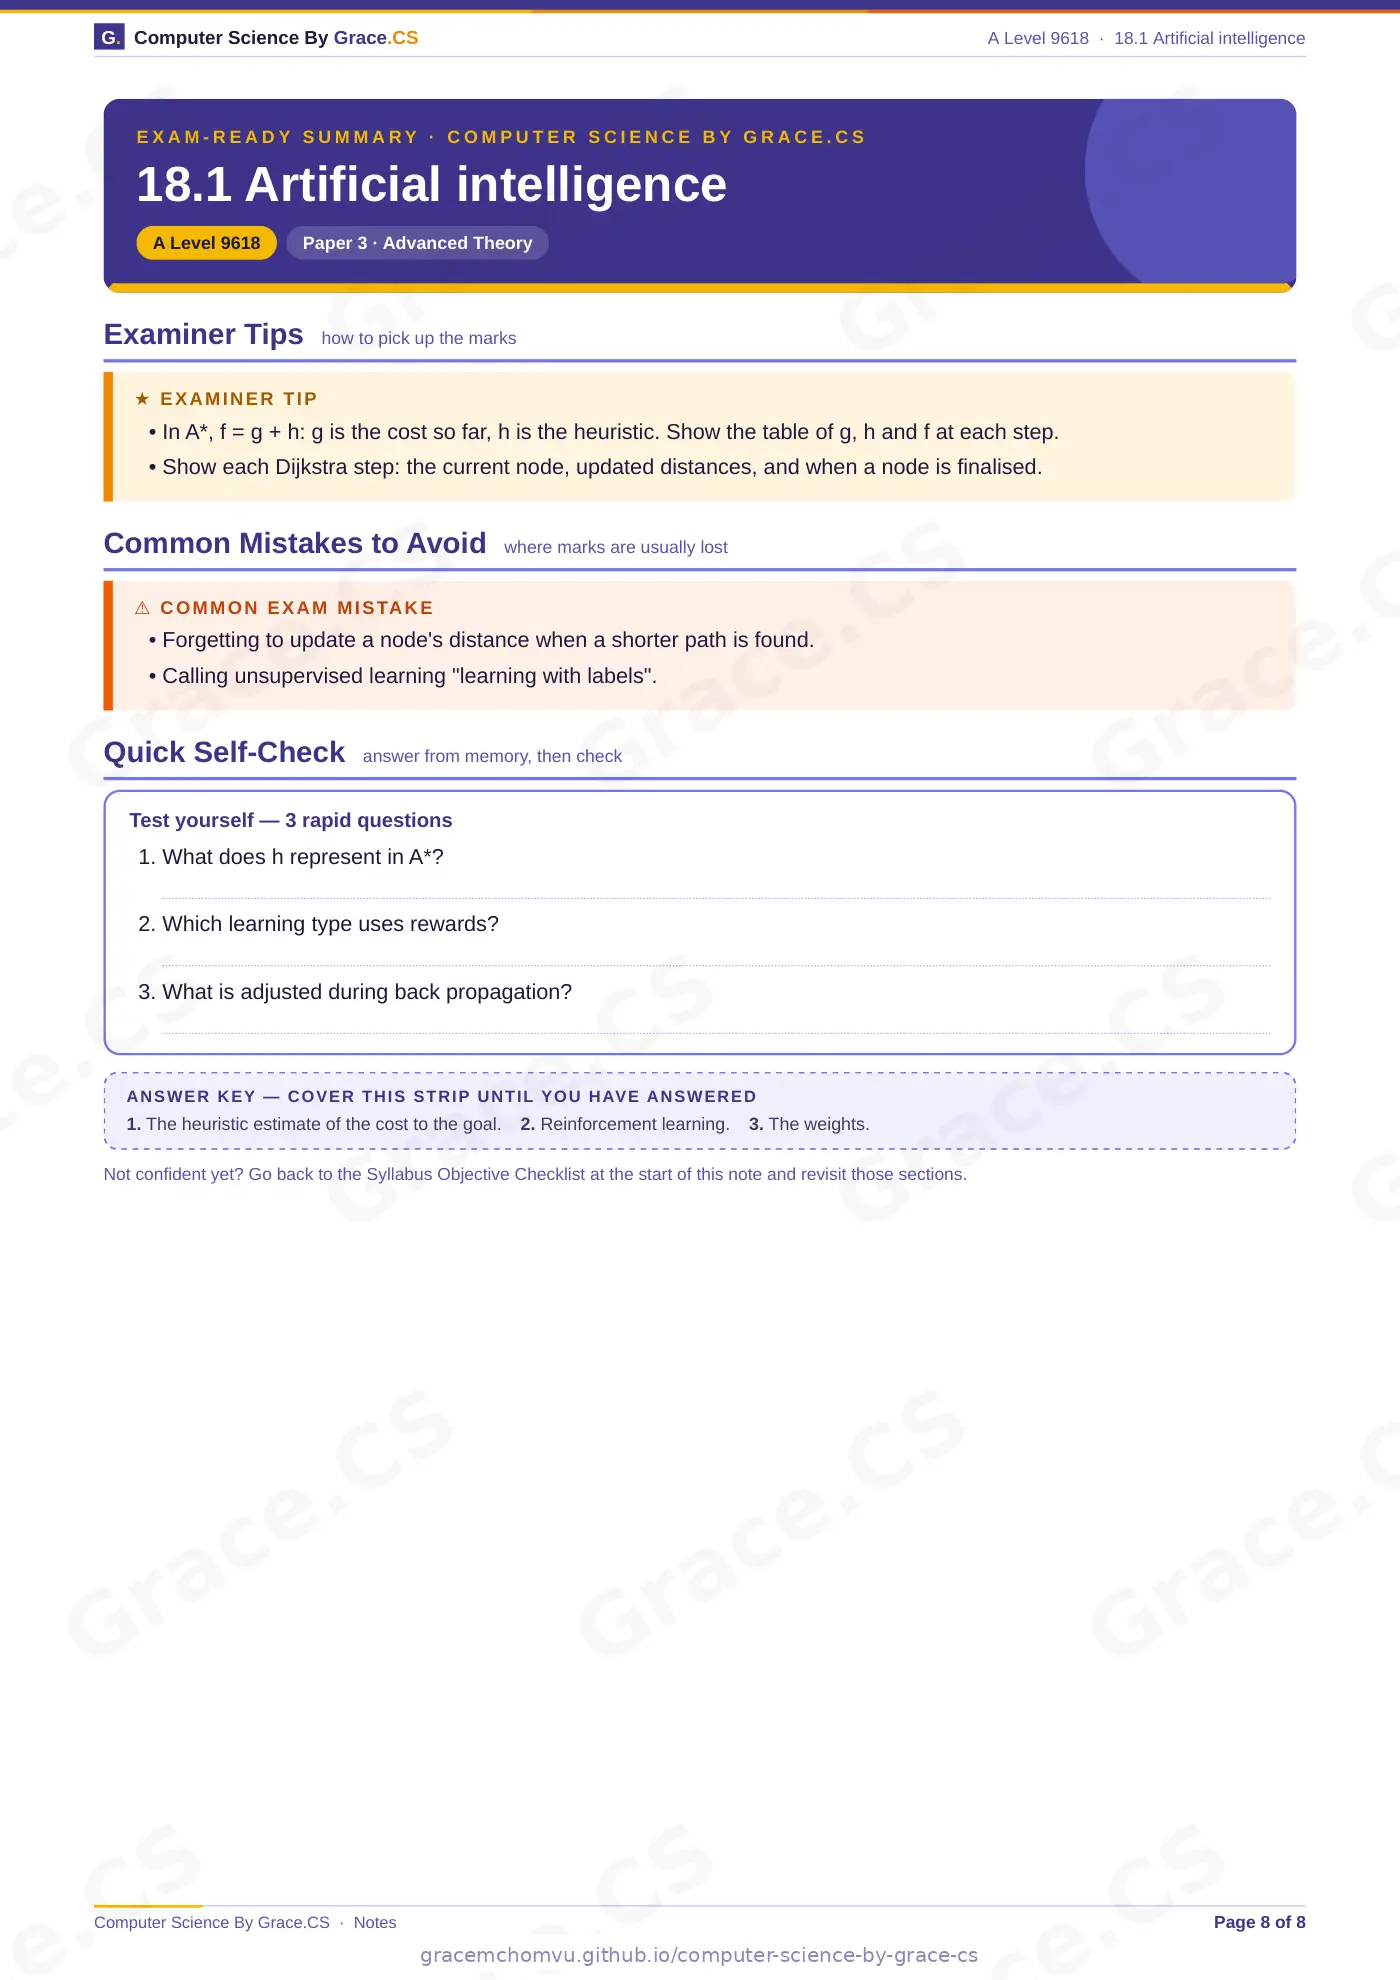 G. Computer Science By Grace.CS
A Level 9618 · 18.1 Artificial intelligence
EXAM-READY SUMMARY · COMPUTER SCIENCE BY GRACE.CS
18.1 Artificial intelligence
A Level 9618
Paper 3 · Advanced Theory
Examiner Tips how to pick up the marks
★ EXAMINER TIP
• In A*, f = g + h: g is the cost so far, h is the heuristic. Show the table of g, h and f at each step.
• Show each Dijkstra step: the current node, updated distances, and when a node is finalised.
Common Mistakes to Avoid where marks are usually lost
⚠ COMMON EXAM MISTAKE
• Forgetting to update a node's distance when a shorter path is found.
• Calling unsupervised learning "learning with labels".
Quick Self-Check answer from memory, then check
Test yourself — 3 rapid questions
1. What does h represent in A*?
2. Which learning type uses rewards?
3. What is adjusted during back propagation?
ANSWER KEY — COVER THIS STRIP UNTIL YOU HAVE ANSWERED
1. The heuristic estimate of the cost to the goal. 2. Reinforcement learning. 3. The weights.
Not confident yet? Go back to the Syllabus Objective Checklist at the start of this note and revisit those sections.
Computer Science By Grace.CS · Notes
Page 8 of 8
gracemchomvu.github.io/computer-science-by-grace-cs